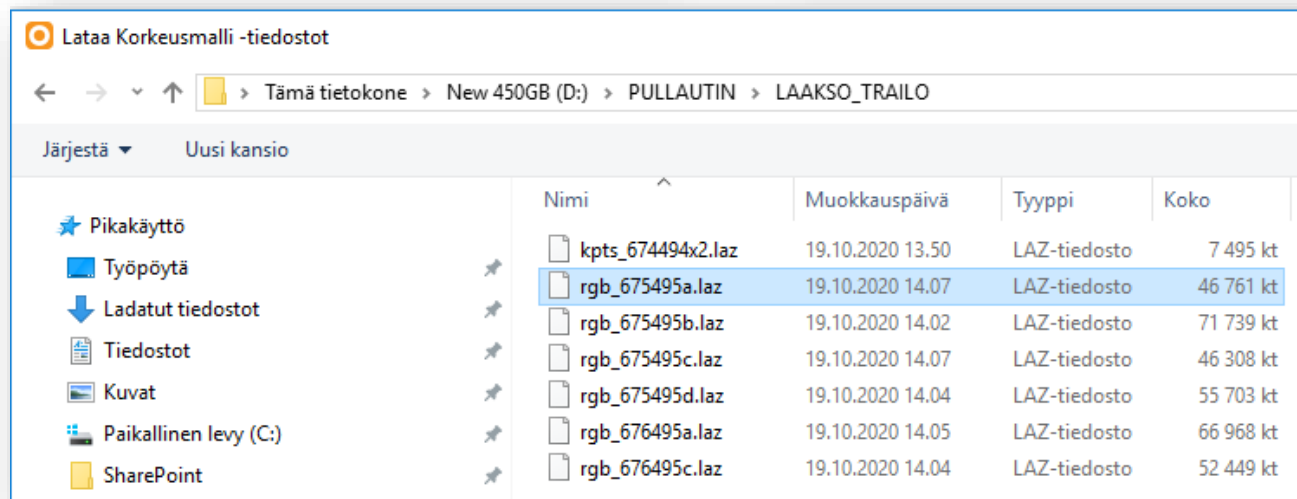 Lataa Korkeusmalli -tiedostot
Tämä tietokone > New 450GB (D:) > PULLAUTIN > LAAKSO_TRAILO
Järjestä Uusi kansio
Nimi Muokkauspäivä Tyyppi Koko
Pikakäyttö
Työpöytä
Ladatut tiedostot
Tiedostot
Kuvat
Paikallinen levy (C:)
SharePoint
kpts_674494x2.laz 19.10.2020 13.50 LAZ-tiedosto 7 495 kt
rgb_675495a.laz 19.10.2020 14.07 LAZ-tiedosto 46 761 kt
rgb_675495b.laz 19.10.2020 14.02 LAZ-tiedosto 71 739 kt
rgb_675495c.laz 19.10.2020 14.07 LAZ-tiedosto 46 308 kt
rgb_675495d.laz 19.10.2020 14.04 LAZ-tiedosto 55 703 kt
rgb_676495a.laz 19.10.2020 14.05 LAZ-tiedosto 66 968 kt
rgb_676495c.laz 19.10.2020 14.04 LAZ-tiedosto 52 449 kt